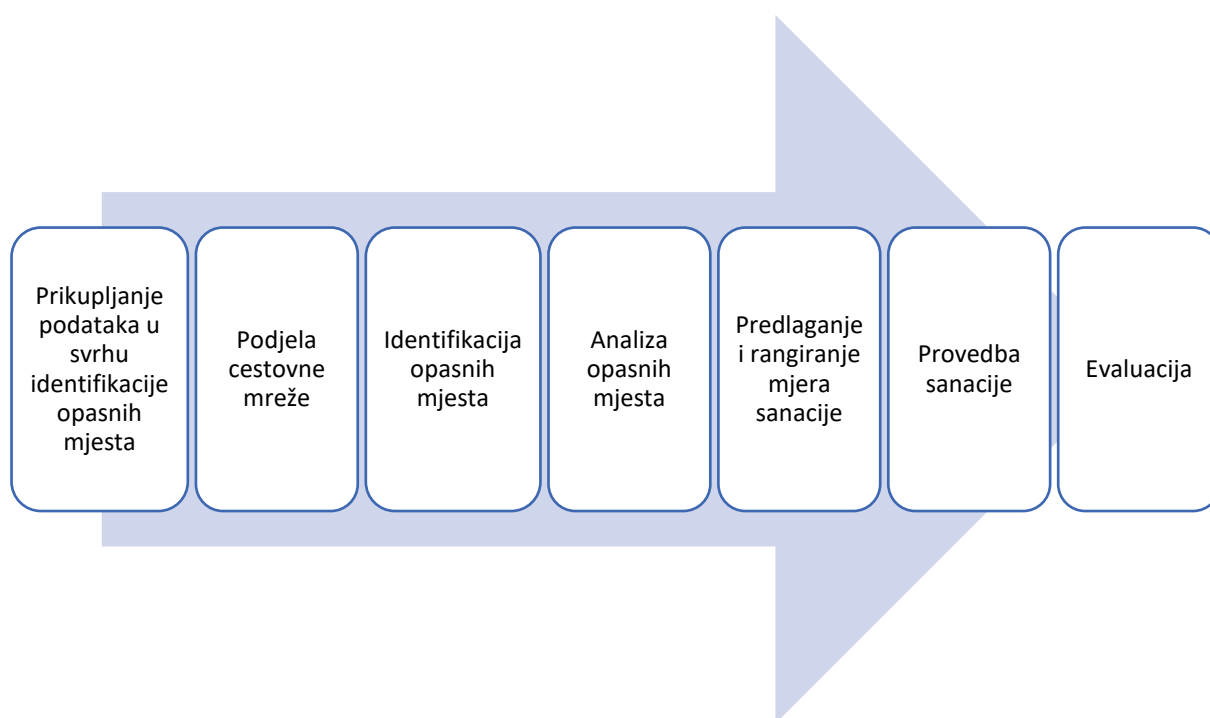 Prikupljanje
podataka u
svrhu
identifikacije
opasnih
mjesta
Podjela
cestovne
mreže
Identifikacija
opasnih
mjesta
Analiza
opasnih
mjesta
Predlaganje
i rangiranje
mjera
sanacije
Provedba
sanacije
Evaluacija